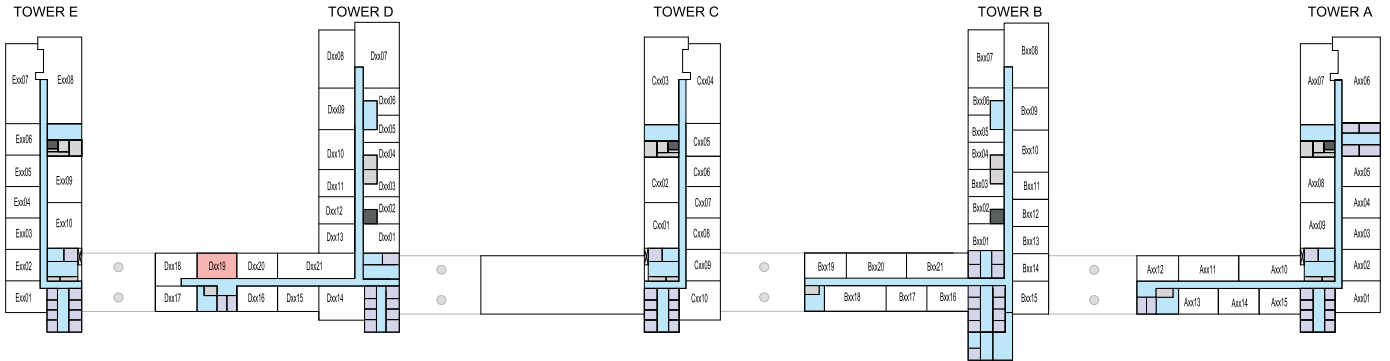 TOWER E
TOWER D
TOWER C
TOWER B
TOWER A
Exx07
Exx08
Exx06
Exx05
Exx09
Exx04
Exx03
Exx10
Exx02
Exx01
Dxx08
Dxx07
Dxx09
Dxx06
Dxx05
Dxx10
Dxx04
Dxx11
Dxx03
Dxx12
Dxx02
Dxx13
Dxx01
Dxx18
Dxx19
Dxx20
Dxx21
Dxx17
Dxx16
Dxx15
Dxx14
Cxx03
Cxx04
Cxx05
Cxx02
Cxx06
Cxx07
Cxx01
Cxx08
Cxx09
Cxx10
Bxx07
Bxx08
Bxx06
Bxx09
Bxx05
Bxx04
Bxx10
Bxx03
Bxx11
Bxx02
Bxx12
Bxx01
Bxx13
Bxx19
Bxx20
Bxx21
Bxx14
Bxx18
Bxx17
Bxx16
Bxx15
Axx07
Axx06
Axx08
Axx05
Axx04
Axx09
Axx03
Axx12
Axx11
Axx10
Axx02
Axx13
Axx14
Axx15
Axx01